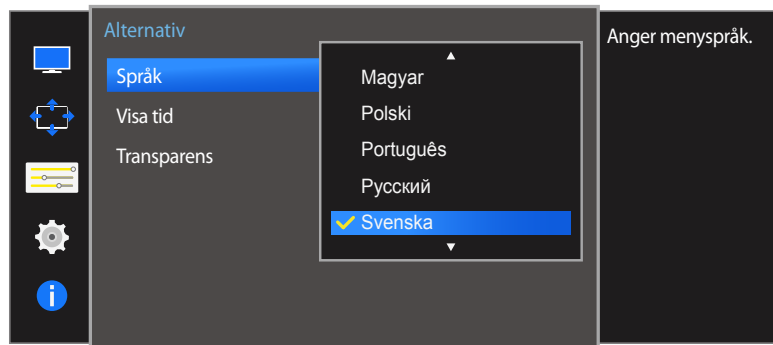 Alternativ
Språk
Visa tid
Transparens
Magyar
Polski
Português
Русский
Svenska
Anger menyspråk.